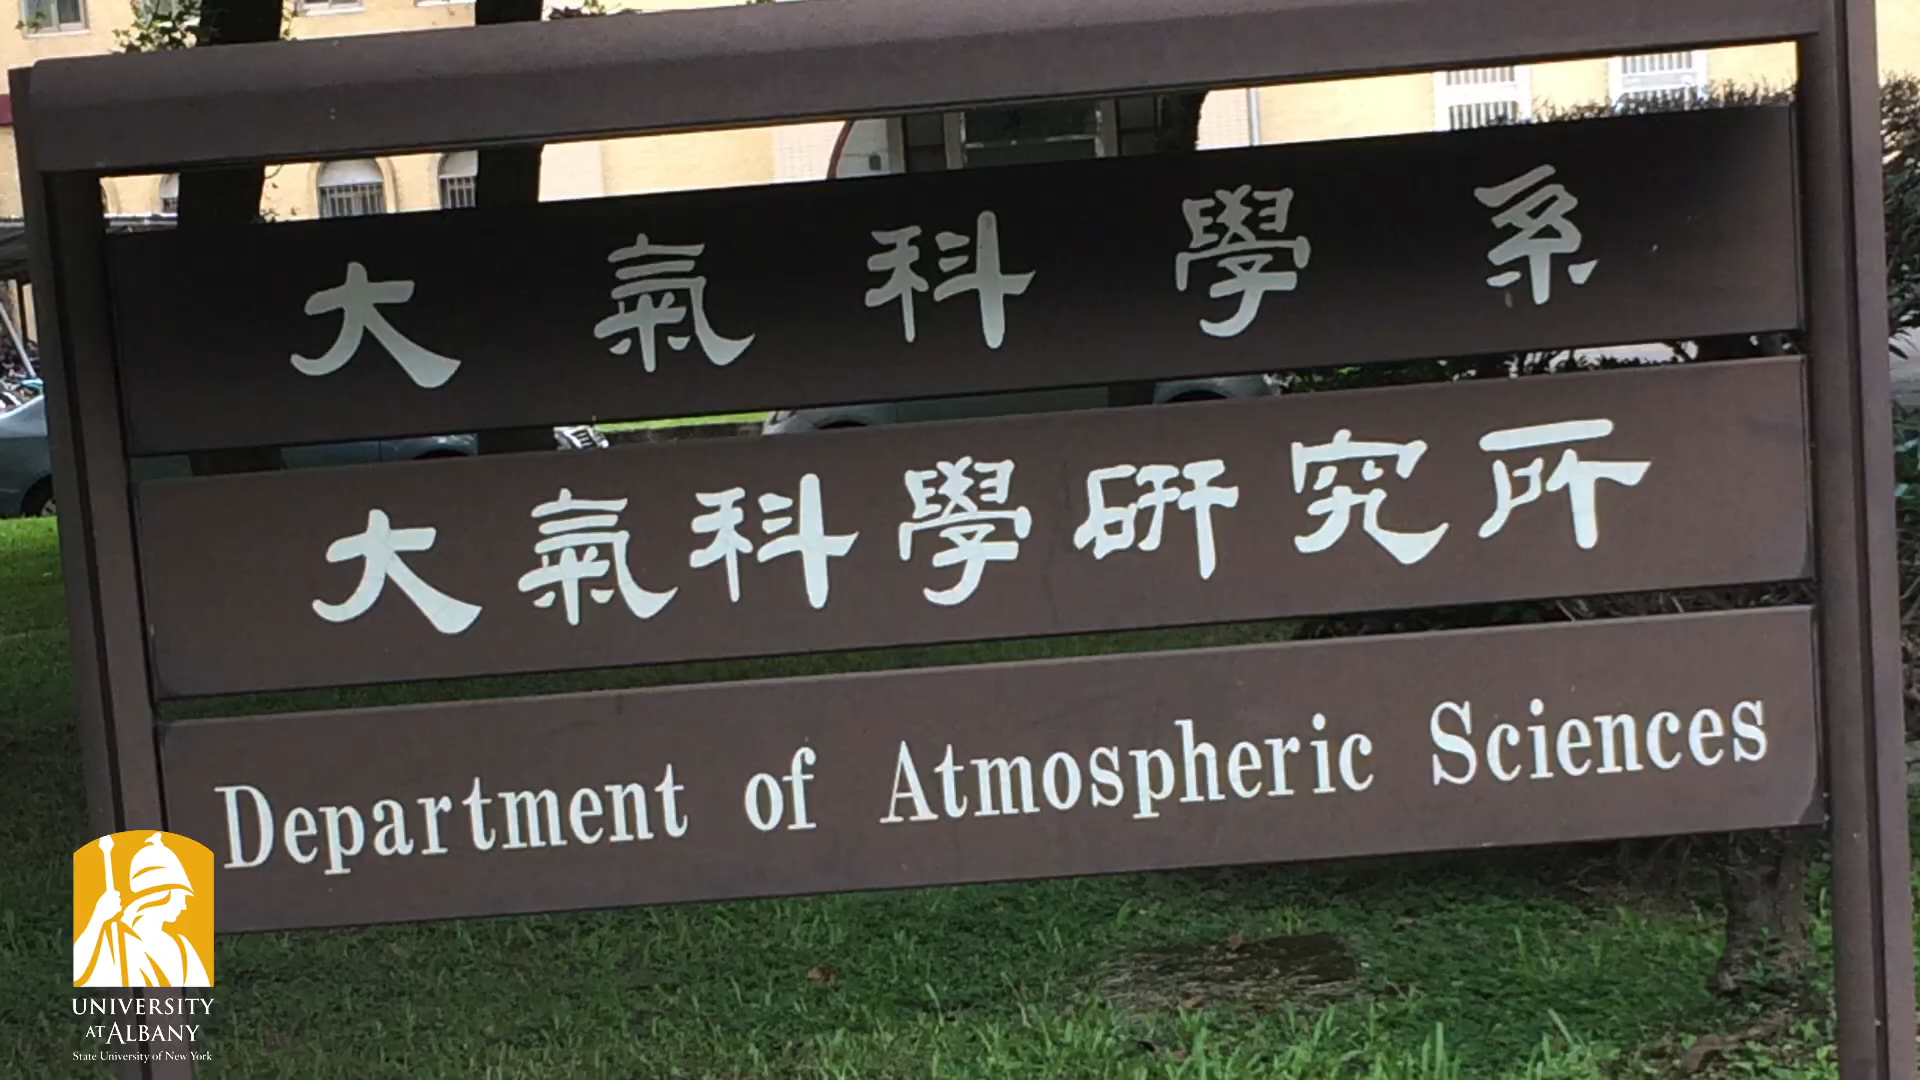 大氣科學系
大氣科學研究所
Department of Atmospheric Sciences
UNIVERSITY
AT ALBANY
State University of New York